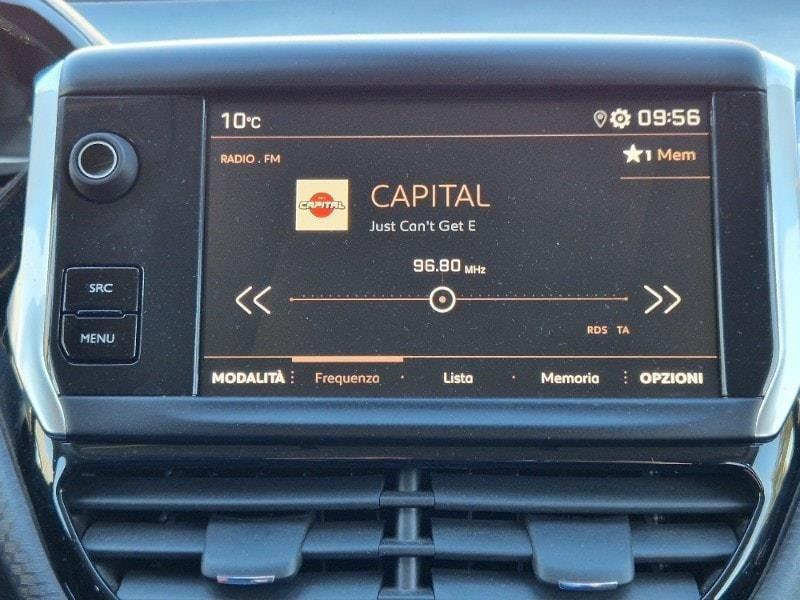 10°C 09:56
RADIO . FM ★1 Mem
CAPITAL
CAPITAL
Just Can't Get E
96.80 MHz
SRC
RDS TA
MENU
MODALITÀ Frequenza Lista Memoria OPZIONI